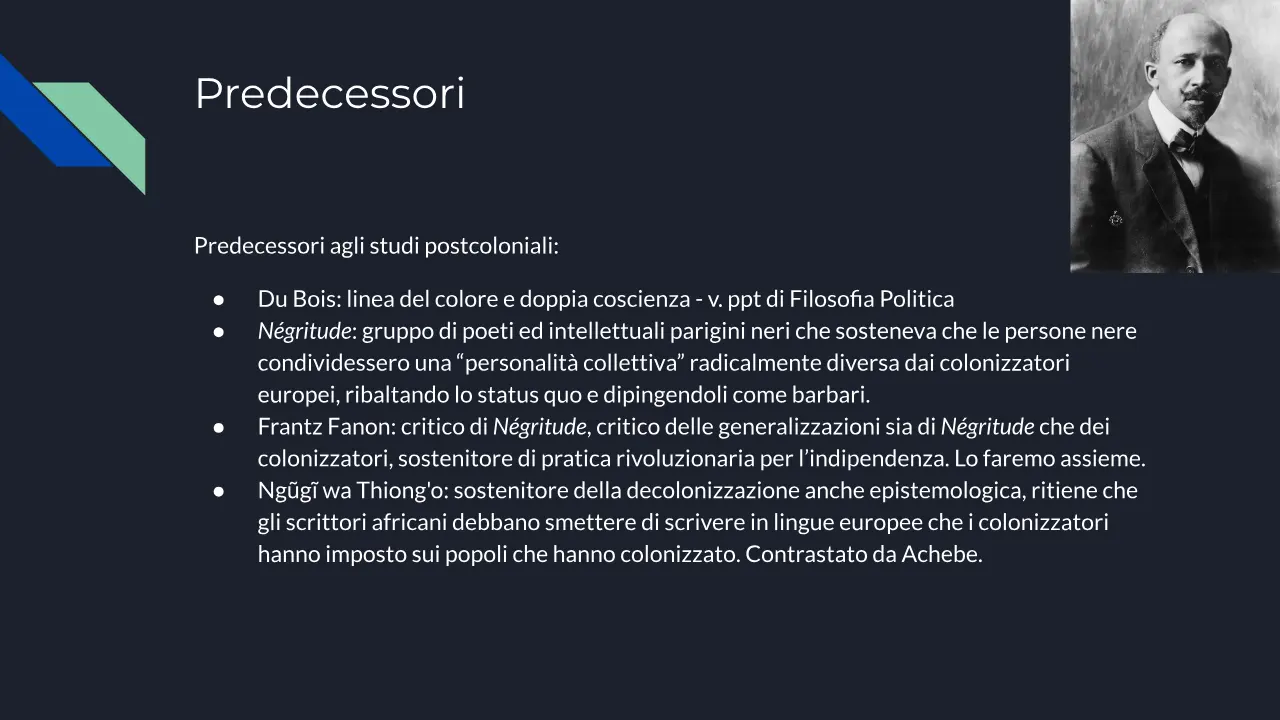 Predecessori
Predecessori agli studi postcoloniali:
● Du Bois: linea del colore e doppia coscienza - v. ppt di Filosofia Politica
● Négritude: gruppo di poeti ed intellettuali parigini neri che sosteneva che le persone nere
condividessero una “personalità collettiva” radicalmente diversa dai colonizzatori
europei, ribaltando lo status quo e dipingendoli come barbari.
● Frantz Fanon: critico di Négritude, critico delle generalizzazioni sia di Négritude che dei
colonizzatori, sostenitore di pratica rivoluzionaria per l’indipendenza. Lo faremo assieme.
● Ngũgĩ wa Thiong'o: sostenitore della decolonizzazione anche epistemologica, ritiene che
gli scrittori africani debbano smettere di scrivere in lingue europee che i colonizzatori
hanno imposto sui popoli che hanno colonizzato. Contrastato da Achebe.